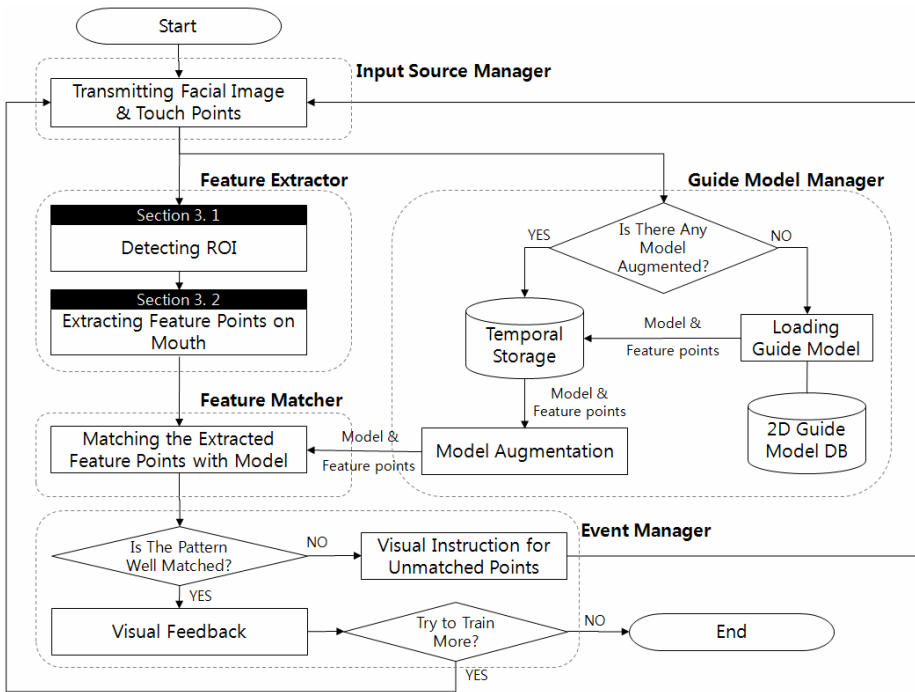 Start
Input Source Manager
Transmitting Facial Image
& Touch Points
Feature Extractor
Section 3. 1
Detecting ROI
Section 3. 2
Extracting Feature Points on
Mouth
Guide Model Manager
Is There Any
Model
Augmented?
YES
NO
Temporal
Storage
Model &
Feature points
Loading
Guide Model
2D Guide
Model DB
Model &
Feature points
Model Augmentation
Model &
Feature points
Feature Matcher
Matching the Extracted
Feature Points with Model
Event Manager
Is The Pattern
Well Matched?
NO
Visual Instruction for
Unmatched Points
YES
Visual Feedback
Try to Train
More?
NO
End
YES